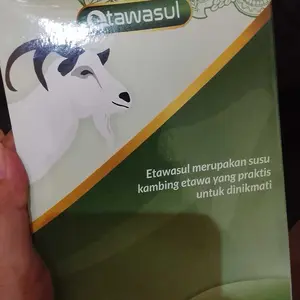 etawasul
Etawasul merupakan susu
kambing etawa yang praktis
untuk dinikmati